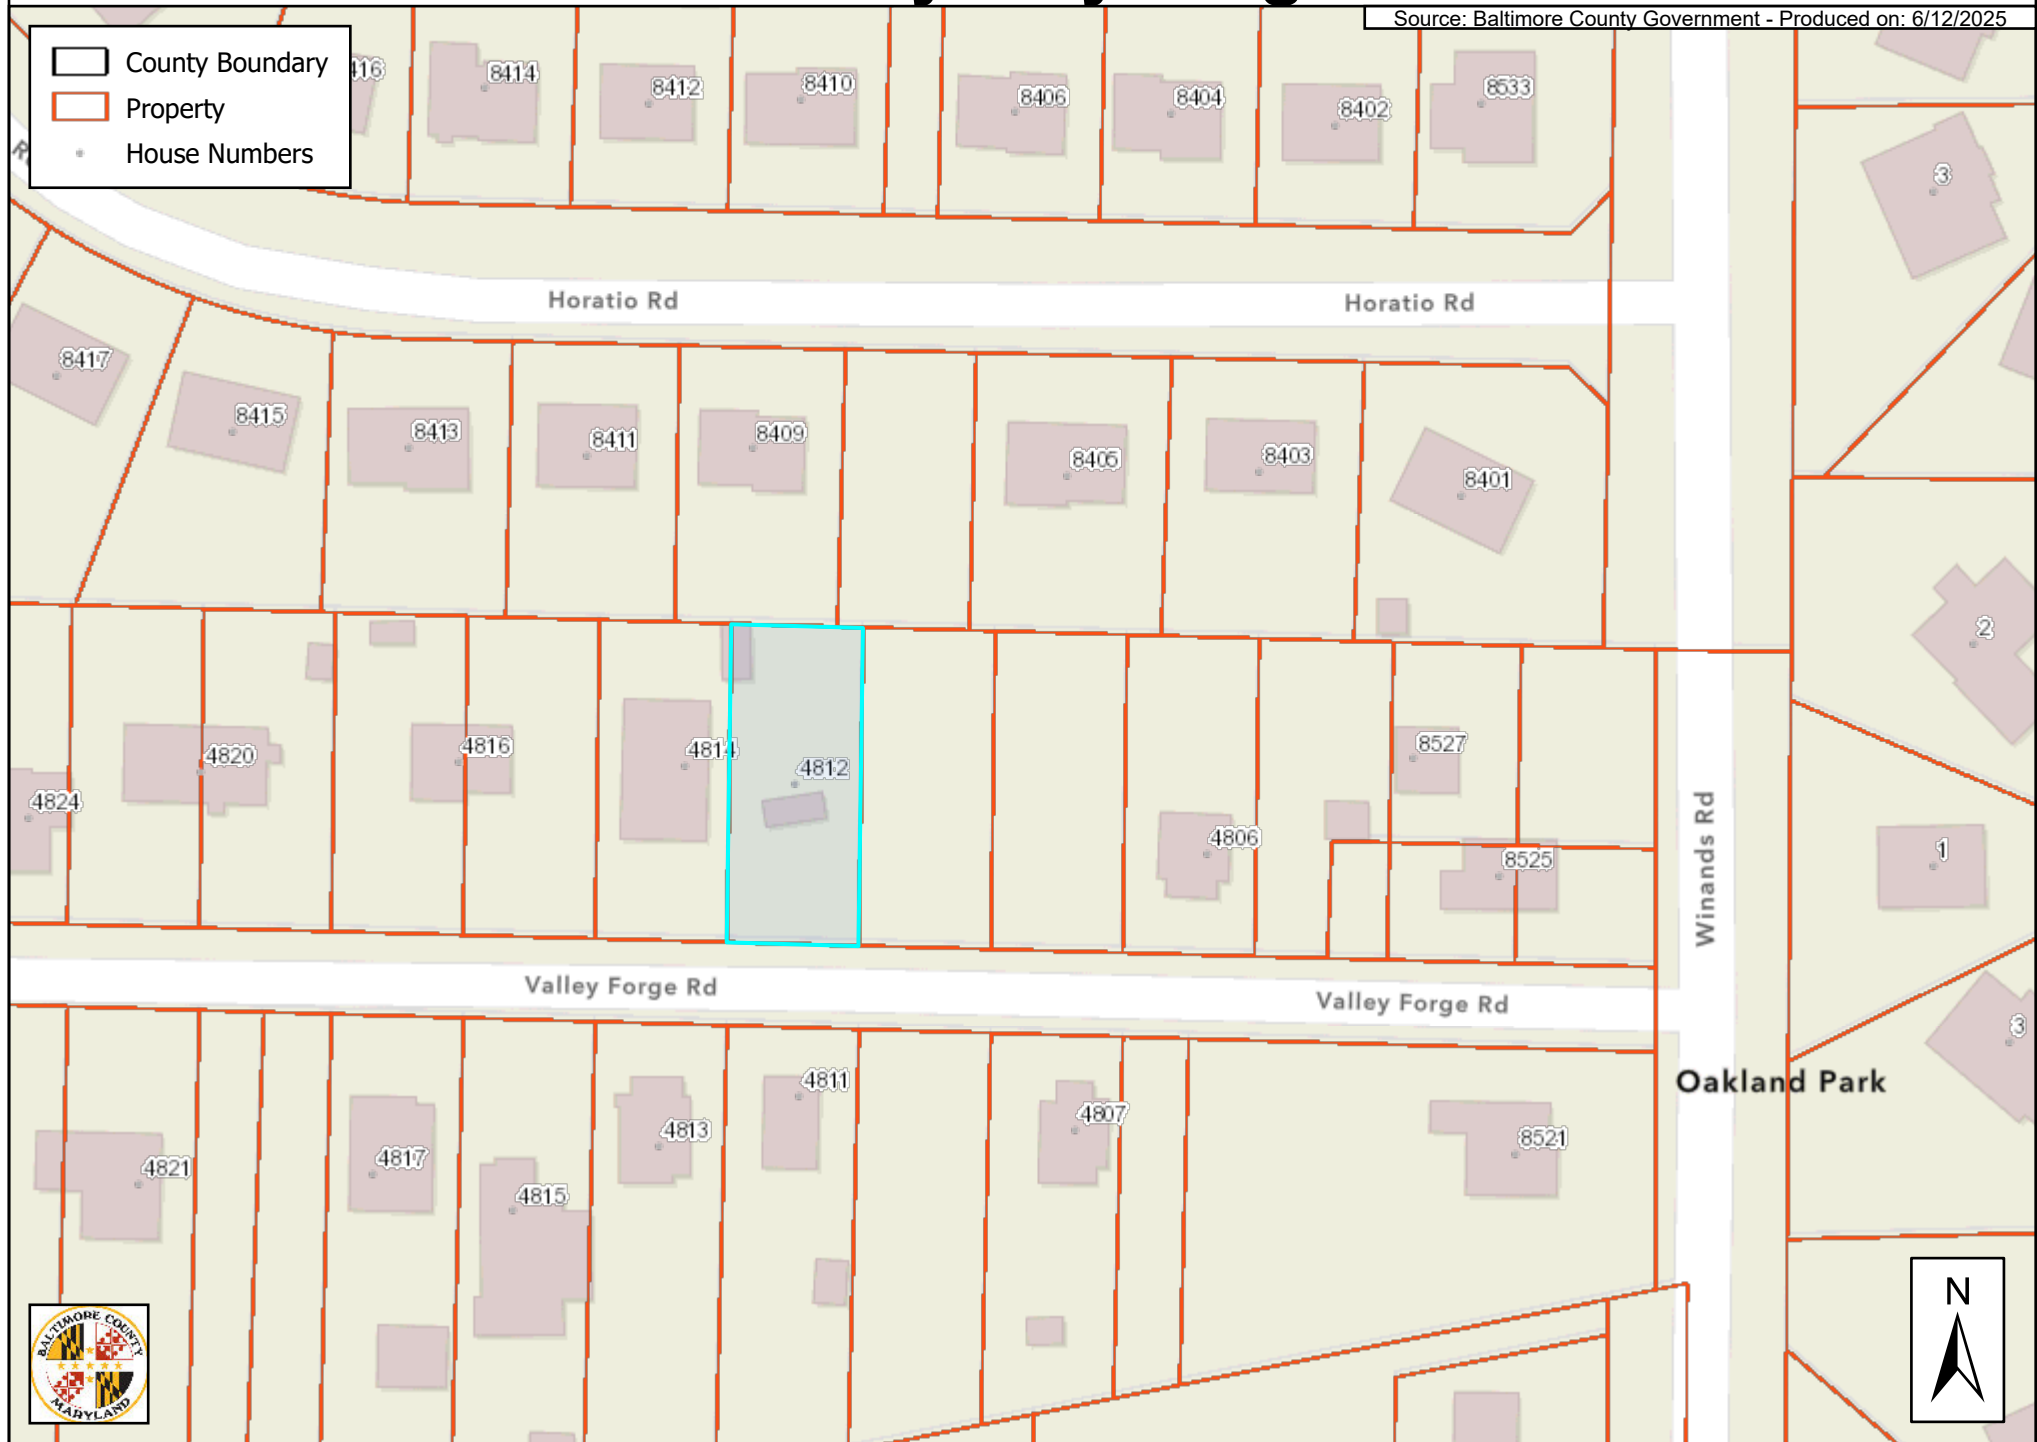 Source: Baltimore County Government - Produced on: 6/12/2025
County Boundary
Property
House Numbers
8414
8412
8410
8406
8404
8402
8533
3
Horatio Rd
Horatio Rd
8417
8415
8413
8411
8409
8405
8403
8401
2
4824
4820
4816
4814
4812
4806
8527
8525
1
Winands Rd
Valley Forge Rd
Valley Forge Rd
3
Oakland Park
4821
4817
4815
4813
4811
4807
8521
BALTIMORE COUNTY
MARYLAND
N